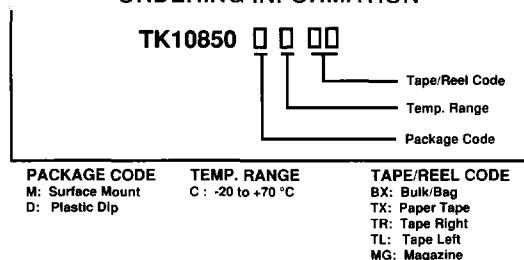 ORDERING INFORMATION
TK10850
Tape/Reel Code
Temp. Range
Package Code
PACKAGE CODE
M: Surface Mount
D: Plastic Dip
TEMP. RANGE
C : -20 to +70 °C
TAPE/REEL CODE
BX: Bulk/Bag
TX: Paper Tape
TR: Tape Right
TL: Tape Left
MG: Magazine